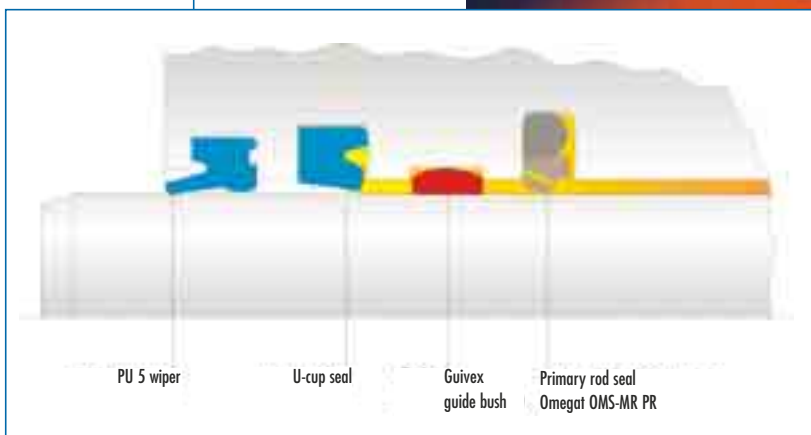 PU 5 wiper
U-cup seal
Guivex
guide bush
Primary rod seal
Omegat OMS-MR PR